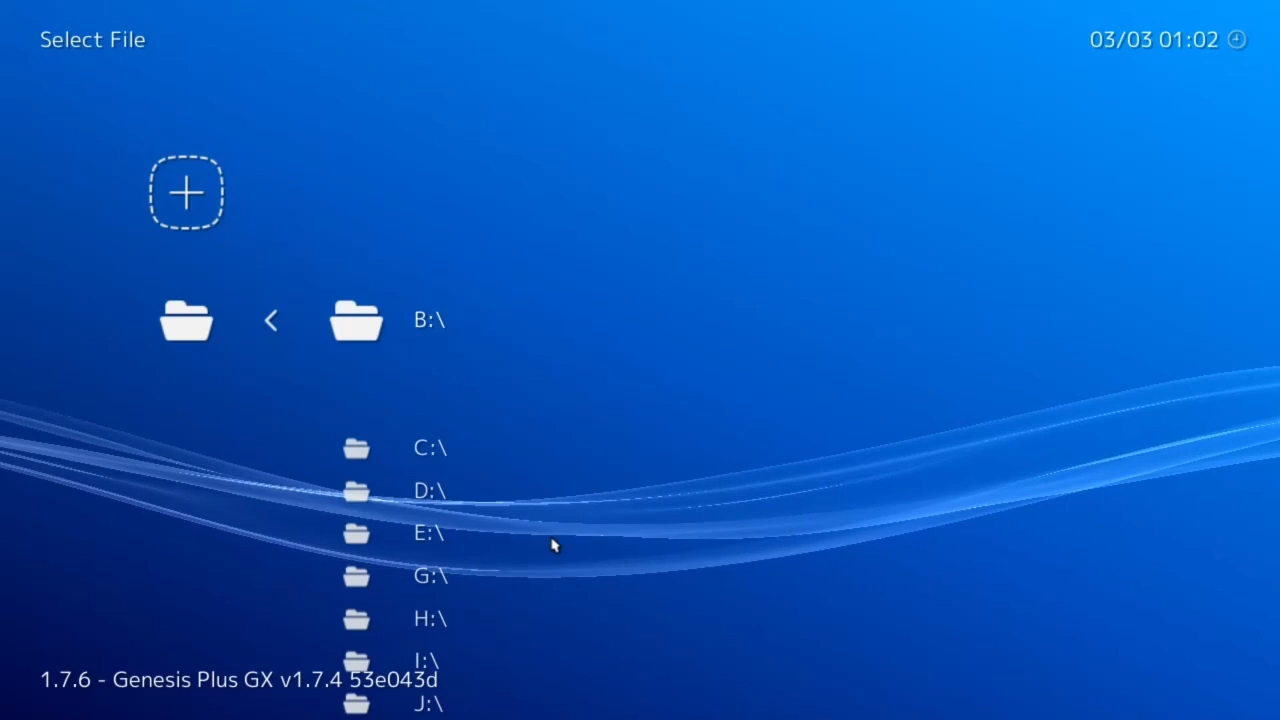 Select File
03/03 01:02
B:\
C:\
D:\
E:\
G:\
H:\
I:\
1.7.6 - Genesis Plus GX v1.7.4 53e043d
J:\